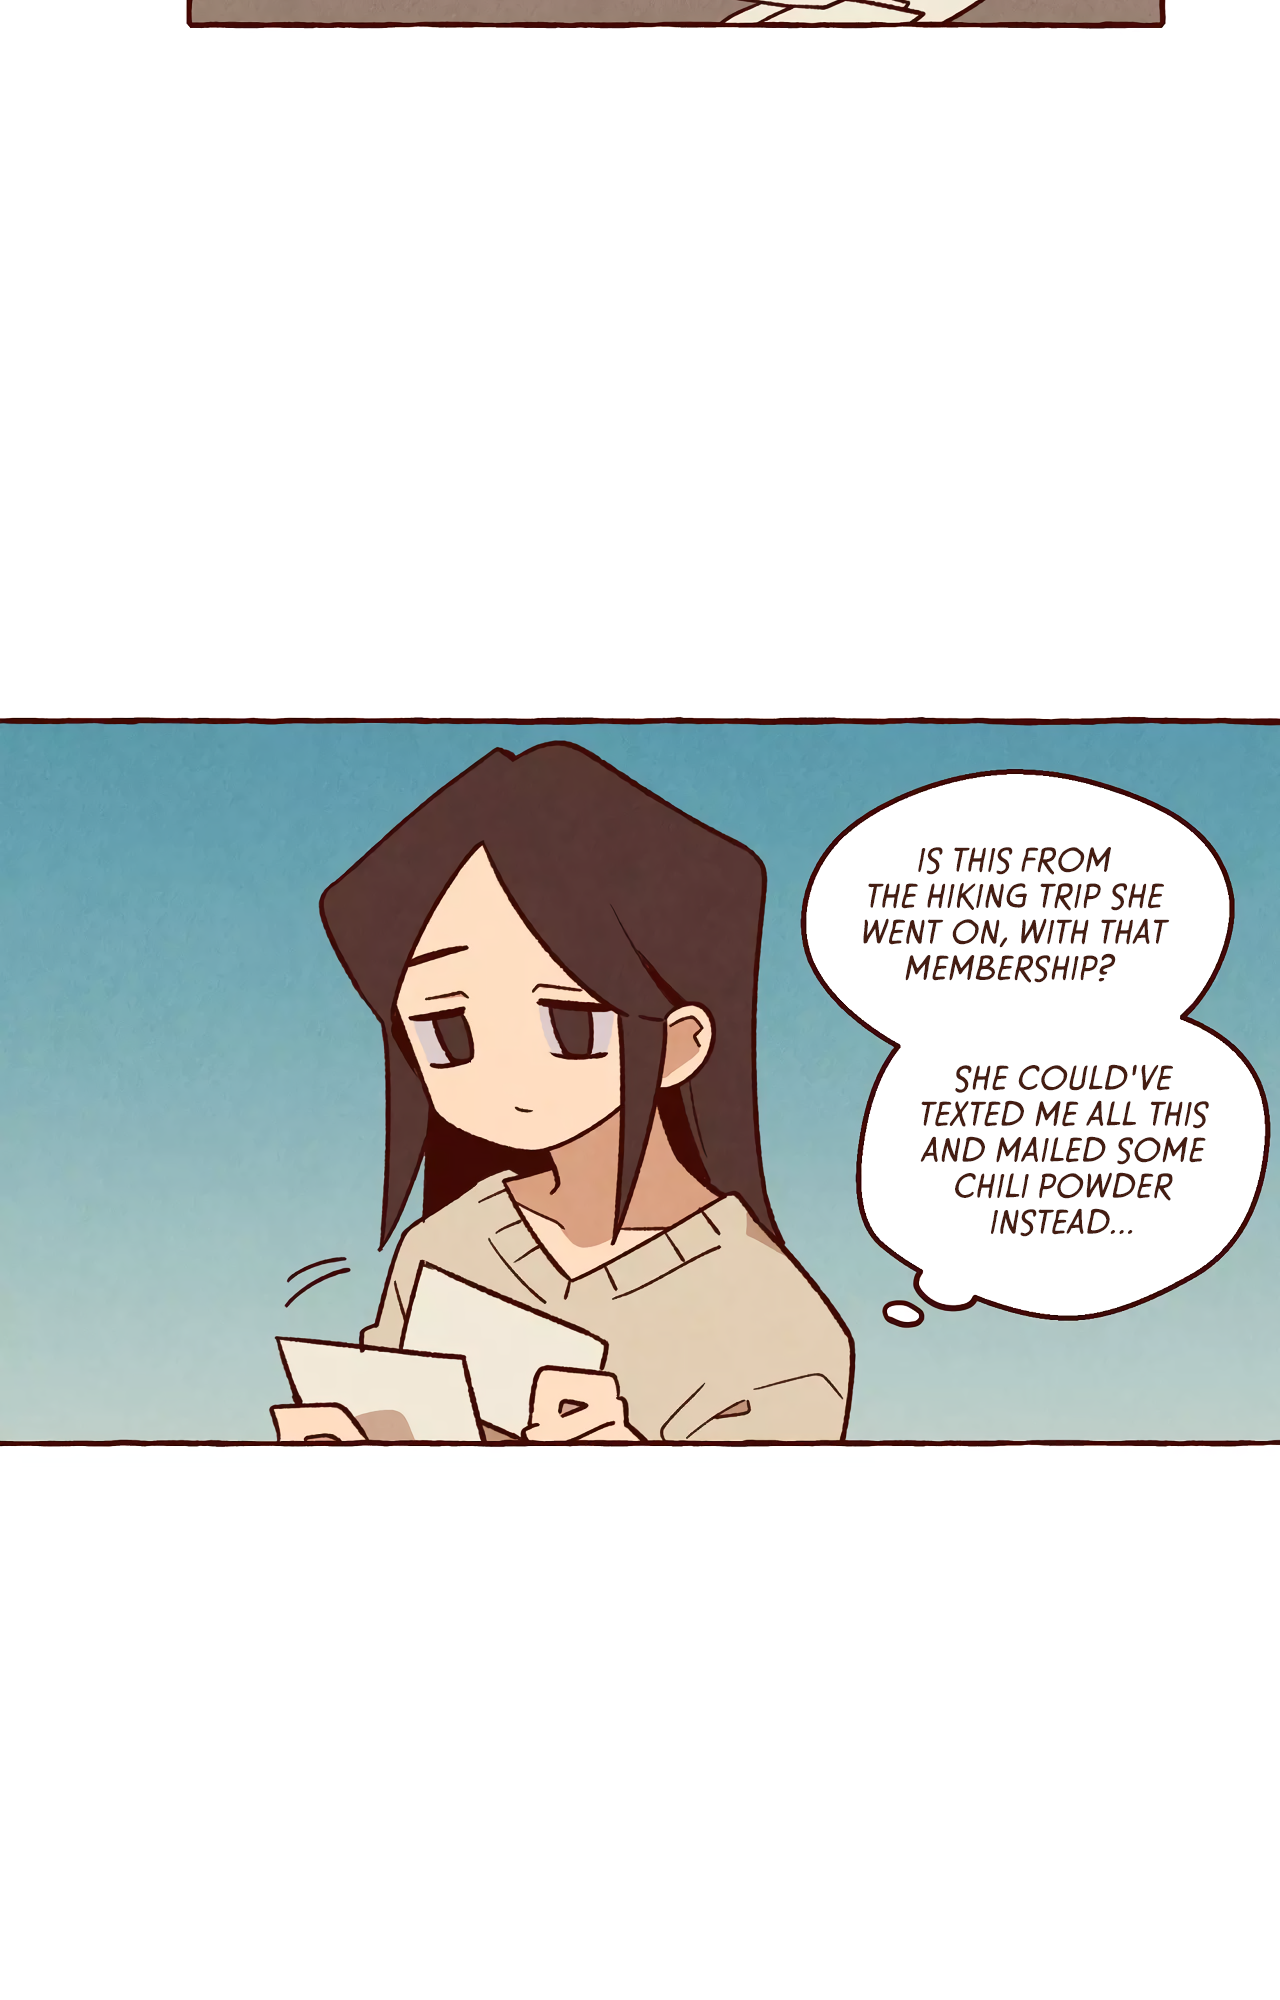 IS THIS FROM
THE HIKING TRIP SHE
WENT ON, WITH THAT
MEMBERSHIP?
SHE COULD'VE
TEXTED ME ALL THIS
AND MAILED SOME
CHILI POWDER
INSTEAD...